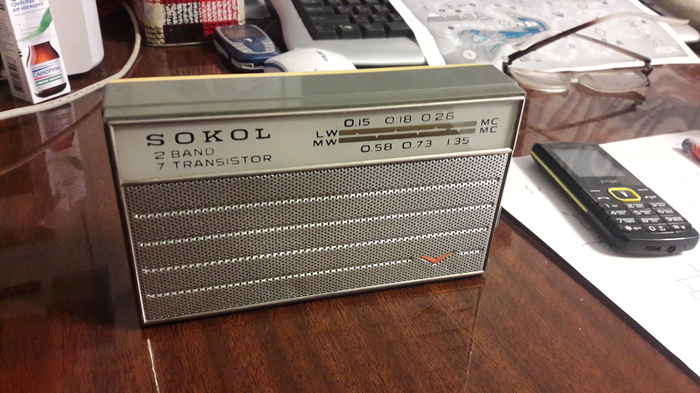 SOKOL
2 BAND
7 TRANSISTOR
0.15 0.18 0.26
LW MC
MW MC
0.58 0.73 1.35
САНОРИН